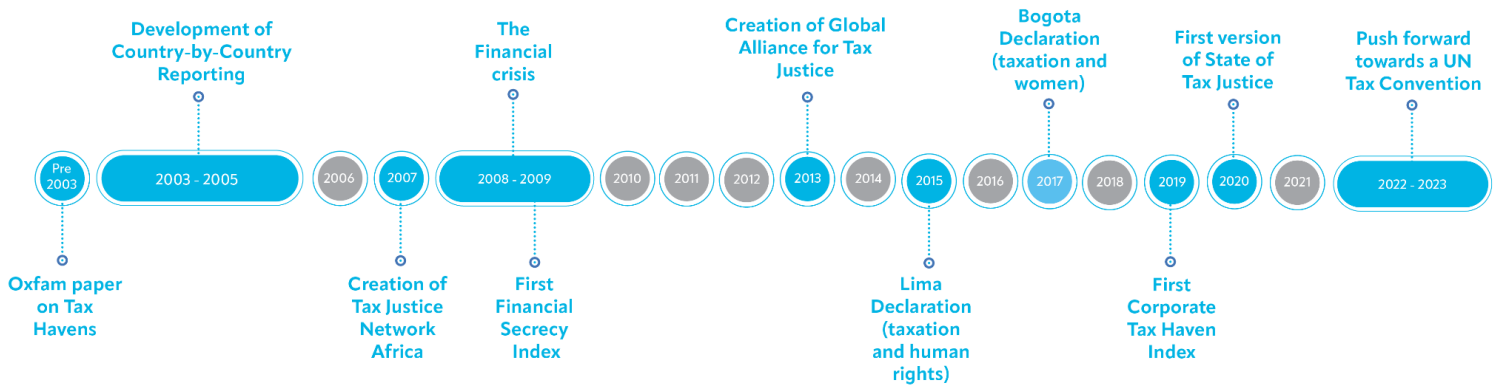 Development of
Country-by-Country
Reporting
The
Financial
crisis
Creation of Global
Alliance for Tax
Justice
Bogota
Declaration
(taxation and
women)
First version
of State of
Tax Justice
Push forward
towards a UN
Tax Convention
Pre
2003
2003 - 2005
2006
2007
2008 - 2009
2010
2011
2012
2013
2014
2015
2016
2017
2018
2019
2020
2021
2022 - 2023
Oxfam paper
on Tax
Havens
Creation of
Tax Justice
Network
Africa
First
Financial
Secrecy
Index
Lima
Declaration
(taxation
and human
rights)
First
Corporate
Tax Haven
Index